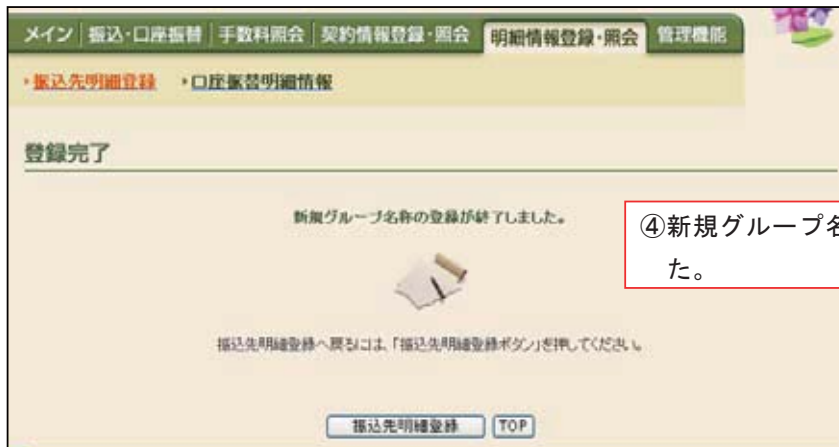 メイン 振込・口座振替 手数料照会 契約情報登録・照会 明細情報登録・照会 管理機能
振込先明細登録 口座振替明細情報
登録完了
新規グループ名称の登録が終了しました。
④新規グループ名
た。
振込先明細登録へ戻るには、「振込先明細登録ボタン」を押してください。
振込先明細登録 TOP